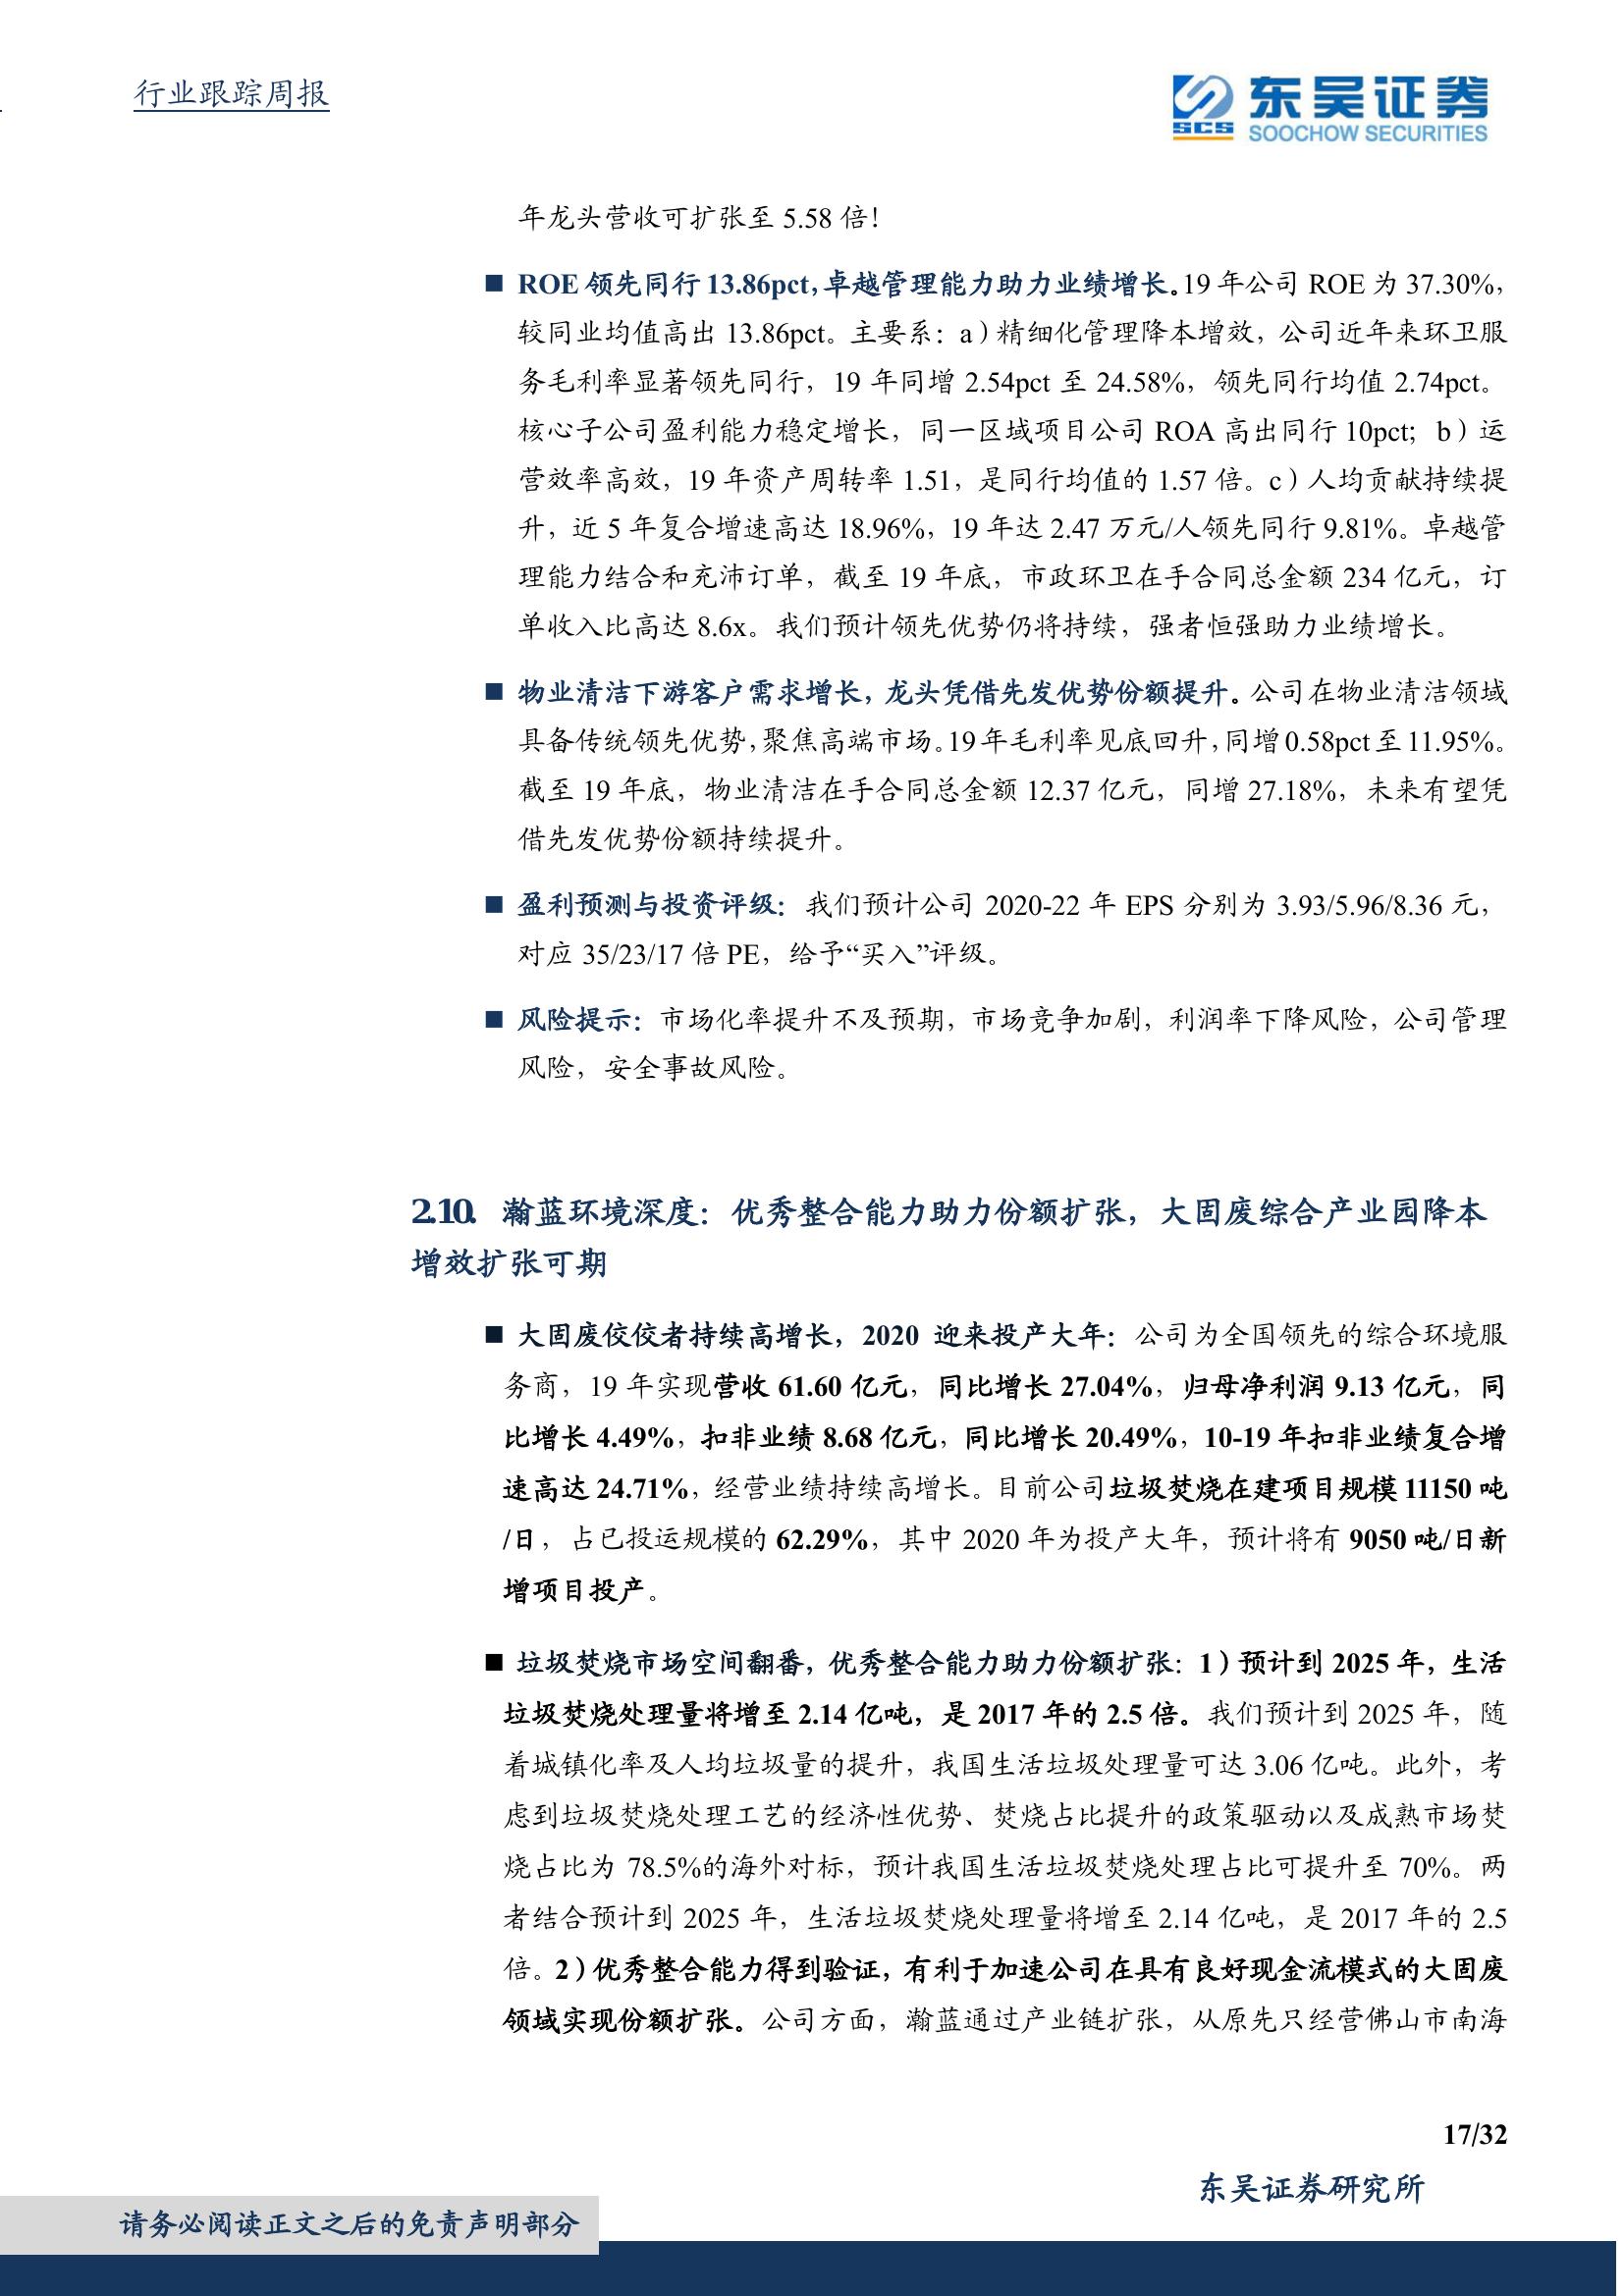 行业跟踪周报
东吴证券
SCS
SOOCHOW SECURITIES
年龙头营收可扩张至 5.58 倍！
■ ROE 领先同行 13.86pct，卓越管理能力助力业绩增长。19 年公司 ROE 为 37.30%，
较同业均值高出 13.86pct。主要系：a）精细化管理降本增效，公司近年来环卫服
务毛利率显著领先同行，19 年同增 2.54pct 至 24.58%，领先同行均值 2.74pct。
核心子公司盈利能力稳定增长，同一区域项目公司 ROA 高出同行 10pct；b）运
营效率高效，19 年资产周转率 1.51，是同行均值的 1.57 倍。c）人均贡献持续提
升，近 5 年复合增速高达 18.96%，19 年达 2.47 万元/人领先同行 9.81%。卓越管
理能力结合和充沛订单，截至 19 年底，市政环卫在手合同总金额 234 亿元，订
单收入比高达 8.6x。我们预计领先优势仍将持续，强者恒强助力业绩增长。
■ 物业清洁下游客户需求增长，龙头凭借先发优势份额提升。公司在物业清洁领域
具备传统领先优势，聚焦高端市场。19 年毛利率见底回升，同增 0.58pct 至 11.95%。
截至 19 年底，物业清洁在手合同总金额 12.37 亿元，同增 27.18%，未来有望凭
借先发优势份额持续提升。
■ 盈利预测与投资评级：我们预计公司 2020-22 年 EPS 分别为 3.93/5.96/8.36 元，
对应 35/23/17 倍 PE，给予“买入”评级。
■ 风险提示：市场化率提升不及预期，市场竞争加剧，利润率下降风险，公司管理
风险，安全事故风险。
2.10. 瀚蓝环境深度：优秀整合能力助力份额扩张，大固废综合产业园降本
增效扩张可期
■ 大固废佼佼者持续高增长，2020 迎来投产大年：公司为全国领先的综合环境服
务商，19 年实现营收 61.60 亿元，同比增长 27.04%，归母净利润 9.13 亿元，同
比增长 4.49%，扣非业绩 8.68 亿元，同比增长 20.49%，10-19 年扣非业绩复合增
速高达 24.71%，经营业绩持续高增长。目前公司垃圾焚烧在建项目规模 11150 吨
/日，占已投运规模的 62.29%，其中 2020 年为投产大年，预计将有 9050 吨/日新
增项目投产。
■ 垃圾焚烧市场空间翻番，优秀整合能力助力份额扩张：1）预计到 2025 年，生活
垃圾焚烧处理量将增至 2.14 亿吨，是 2017 年的 2.5 倍。我们预计到 2025 年，随
着城镇化率及人均垃圾量的提升，我国生活垃圾处理量可达 3.06 亿吨。此外，考
虑到垃圾焚烧处理工艺的经济性优势、焚烧占比提升的政策驱动以及成熟市场焚
烧占比为 78.5%的海外对标，预计我国生活垃圾焚烧处理占比可提升至 70%。两
者结合预计到 2025 年，生活垃圾焚烧处理量将增至 2.14 亿吨，是 2017 年的 2.5
倍。2）优秀整合能力得到验证，有利于加速公司在具有良好现金流模式的大固废
领域实现份额扩张。公司方面，瀚蓝通过产业链扩张，从原先只经营佛山市南海
17/32
东吴证券研究所
请务必阅读正文之后的免责声明部分